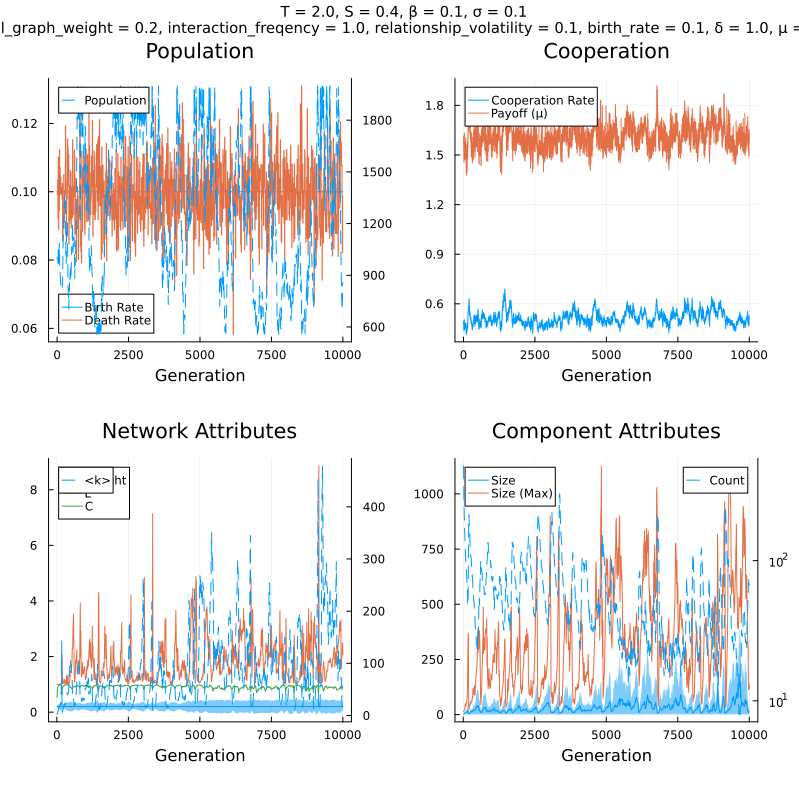 T = 2.0, S = 0.4, β = 0.1, σ = 0.1
l_graph_weight = 0.2, interaction_freqency = 1.0, relationship_volatility = 0.1, birth_rate = 0.1, δ = 1.0, μ =
Population
Cooperation
Population
Birth Rate
Death Rate
0.12
0.10
0.08
0.06
1800
1500
1200
900
600
0 2500 5000 7500 10000
Generation
Cooperation Rate
Payoff (μ)
1.8
1.5
1.2
0.9
0.6
0 2500 5000 7500 10000
Generation
Network Attributes
Component Attributes
<k> ht
L
C
8
6
4
2
0
400
300
200
100
0
0 2500 5000 7500 10000
Generation
Size
Size (Max)
Count
1000
750
500
250
0
10²
10¹
0 2500 5000 7500 10000
Generation